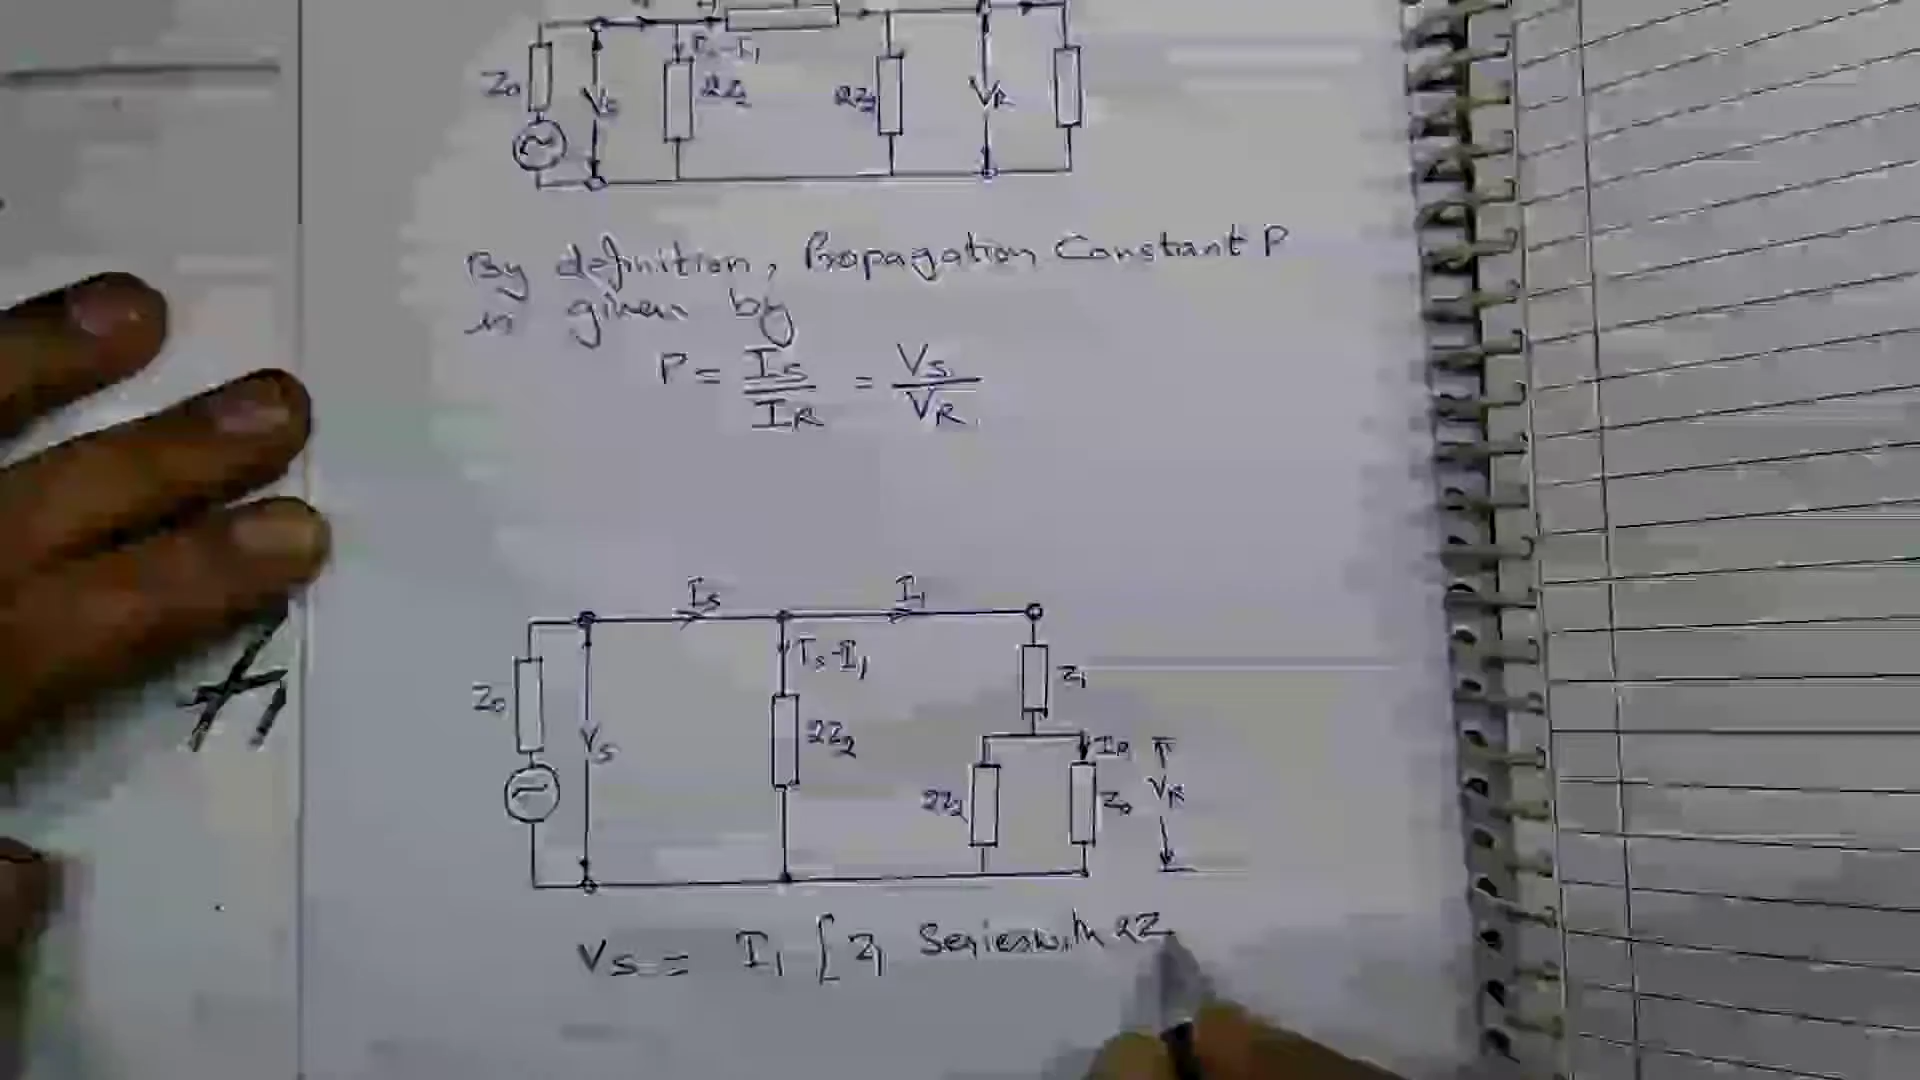 Is-I1
Z0 VS 2Z2 2Z2 VR
By definition, Propagation Constant P
is given by
P = IS/IR = VS/VR
IS I1
Is-I1
Z0 VS 2Z2 Z1
IR
2Z2 Z0 VR
VS = I1 [Z1 Series with 2Z